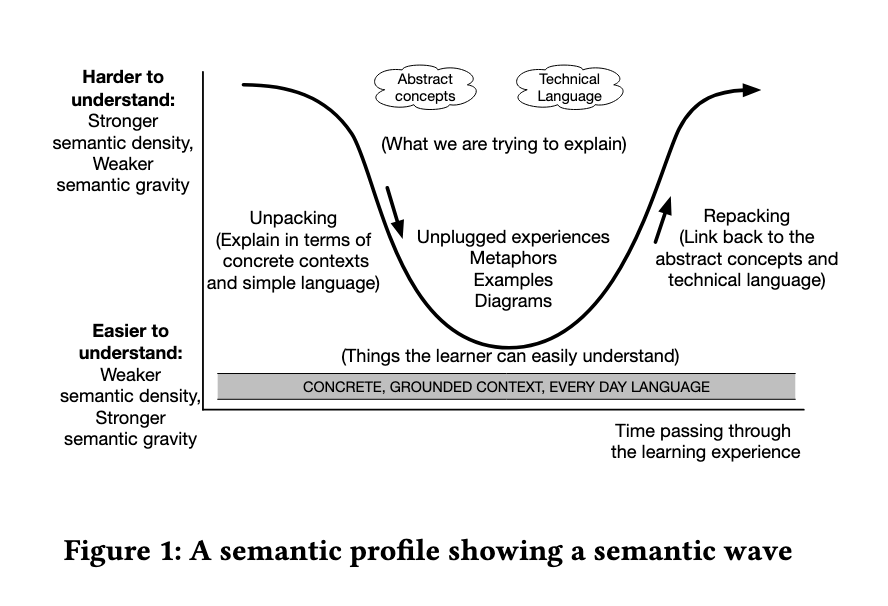 Harder to
understand:
Stronger
semantic density,
Weaker
semantic gravity
Abstract
concepts
Technical
Language
(What we are trying to explain)
Unpacking
(Explain in terms of
concrete contexts
and simple language)
Unplugged experiences
Metaphors
Examples
Diagrams
Repacking
(Link back to the
abstract concepts and
technical language)
Easier to
understand:
Weaker
semantic density,
Stronger
semantic gravity
(Things the learner can easily understand)
CONCRETE, GROUNDED CONTEXT, EVERY DAY LANGUAGE
Time passing through
the learning experience
Figure 1: A semantic profile showing a semantic wave